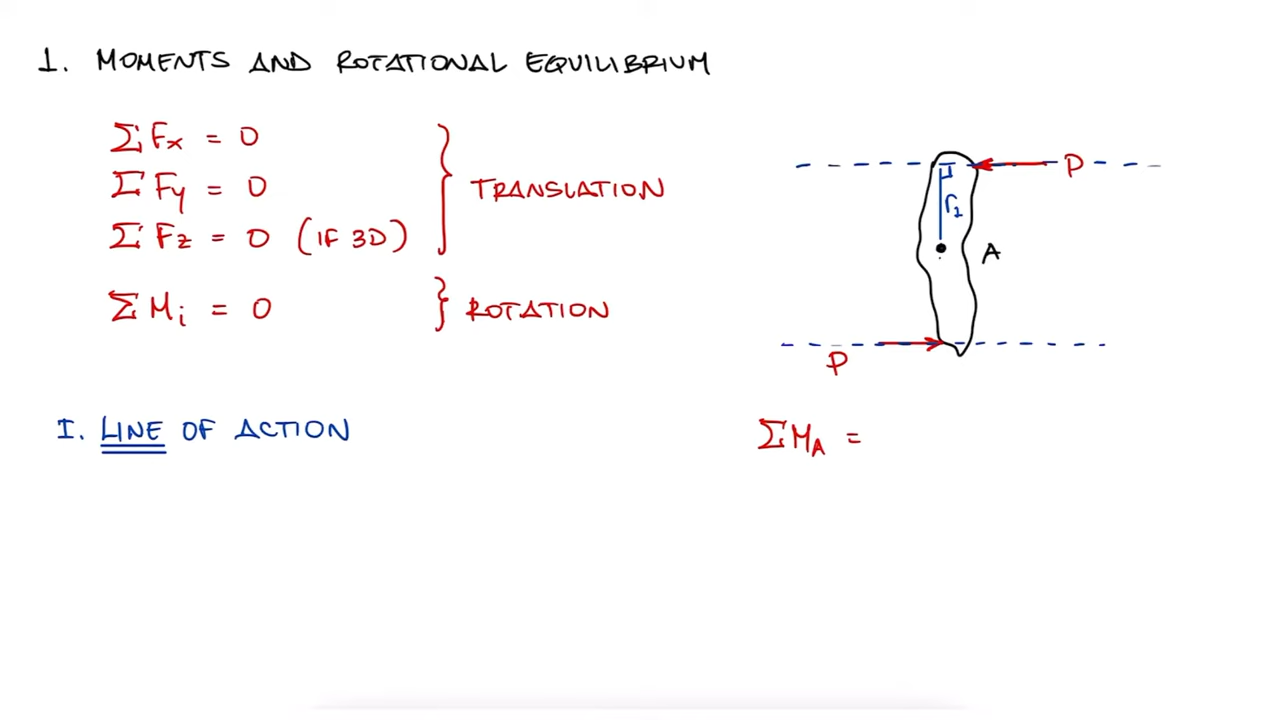 1. MOMENTS AND ROTATIONAL EQUILIBRIUM
ΣFx = 0
ΣFy = 0
ΣFz = 0 (IF 3D)
TRANSLATION
ΣMi = 0
ROTATION
P
r1
A
P
I. LINE OF ACTION
ΣMA =